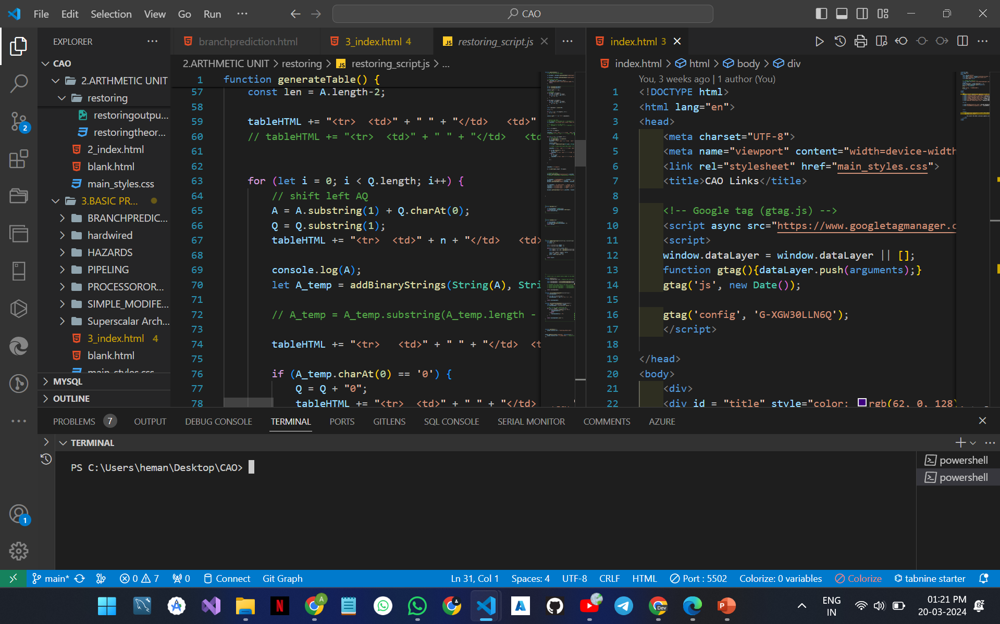 File Edit Selection View Go Run ... CAO
EXPLORER ...
CAO
2.ARTHMETIC UNIT
restoring
restoringoutpu...
restoringtheor...
2_index.html
blank.html
main_styles.css
3.BASIC PR...
BRANCHPREDIC...
hardwired
HAZARDS
PIPELING
PROCESSOROR...
SIMPLE_MODIFE...
Superscalar Arch...
3_index.html 4
blank.html
main_styles.css
MYSQL
OUTLINE
2
1
branchprediction.html 3_index.html 4 restoring_script.js ...
2.ARTHMETIC UNIT > restoring > JS restoring_script.js > ...
1 function generateTable() {
57 const len = A.length-2;
58
59 tableHTML += "<tr>  <td>" + " " + "</td>   <td>"
60 // tableHTML += "<tr>  <td>" + " " + "</td>   <td
61
62
63 for (let i = 0; i < Q.length; i++) {
64 // shift left AQ
65 A = A.substring(1) + Q.charAt(0);
66 Q = Q.substring(1);
67 tableHTML += "<tr>  <td>" + n + "</td>   <td>
68
69 console.log(A);
70 let A_temp = addBinaryStrings(String(A), Stri
71
72 // A_temp = A_temp.substring(A_temp.length -
73
74 tableHTML += "<tr>   <td>" + " " + "</td>  <t
75
76 if (A_temp.charAt(0) == '0') {
77 Q = Q + "0";
78 tableHTML += "<tr>  <td>" + " " + "</td>
index.html 3
index.html > html > body > div
You, 3 weeks ago | 1 author (You)
1 <!DOCTYPE html>
2 <html lang="en">
3 <head>
4 <meta charset="UTF-8">
5 <meta name="viewport" content="width=device-width
6 <link rel="stylesheet" href="main_styles.css">
7 <title>CAO Links</title>
8
9 <!-- Google tag (gtag.js) -->
10 <script async src="https://www.googletagmanager.c
11 <script>
12 window.dataLayer = window.dataLayer || [];
13 function gtag(){dataLayer.push(arguments);}
14 gtag('js', new Date());
15
16 gtag('config', 'G-XGW30LLN6Q');
17 </script>
18
19 </head>
20 <body>
21 <div>
22 <div id = "title" style="color: rgb(62, 0, 128)
PROBLEMS 7 OUTPUT DEBUG CONSOLE TERMINAL PORTS GITLENS SQL CONSOLE SERIAL MONITOR COMMENTS AZURE
TERMINAL
PS C:\Users\heman\Desktop\CAO>
powershell
powershell
main* 0 7 0 Connect Git Graph Ln 31, Col 1 Spaces: 4 UTF-8 CRLF HTML Port : 5502 Colorize: 0 variables Colorize tabnine starter
N A A Dev P
ENG
IN
01:21 PM
20-03-2024